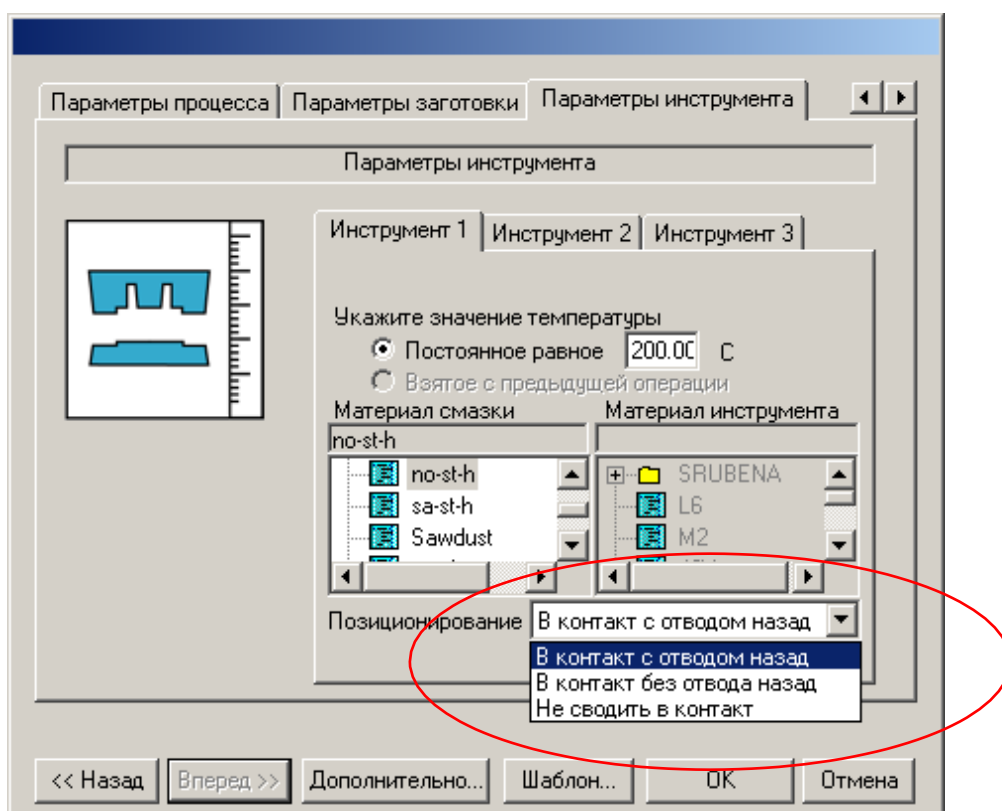 Параметры процесса Параметры заготовки Параметры инструмента
Параметры инструмента
Инструмент 1 Инструмент 2 Инструмент 3
Укажите значение температуры
Постоянное равное 200.00 C
Взятое с предыдущей операции
Материал смазки Материал инструмента
no-st-h
no-st-h SRUBENA
sa-st-h L6
Sawdust M2
Позиционирование В контакт с отводом назад
В контакт с отводом назад
В контакт без отвода назад
Не сводить в контакт
<< Назад Вперед >> Дополнительно... Шаблон... OK Отмена